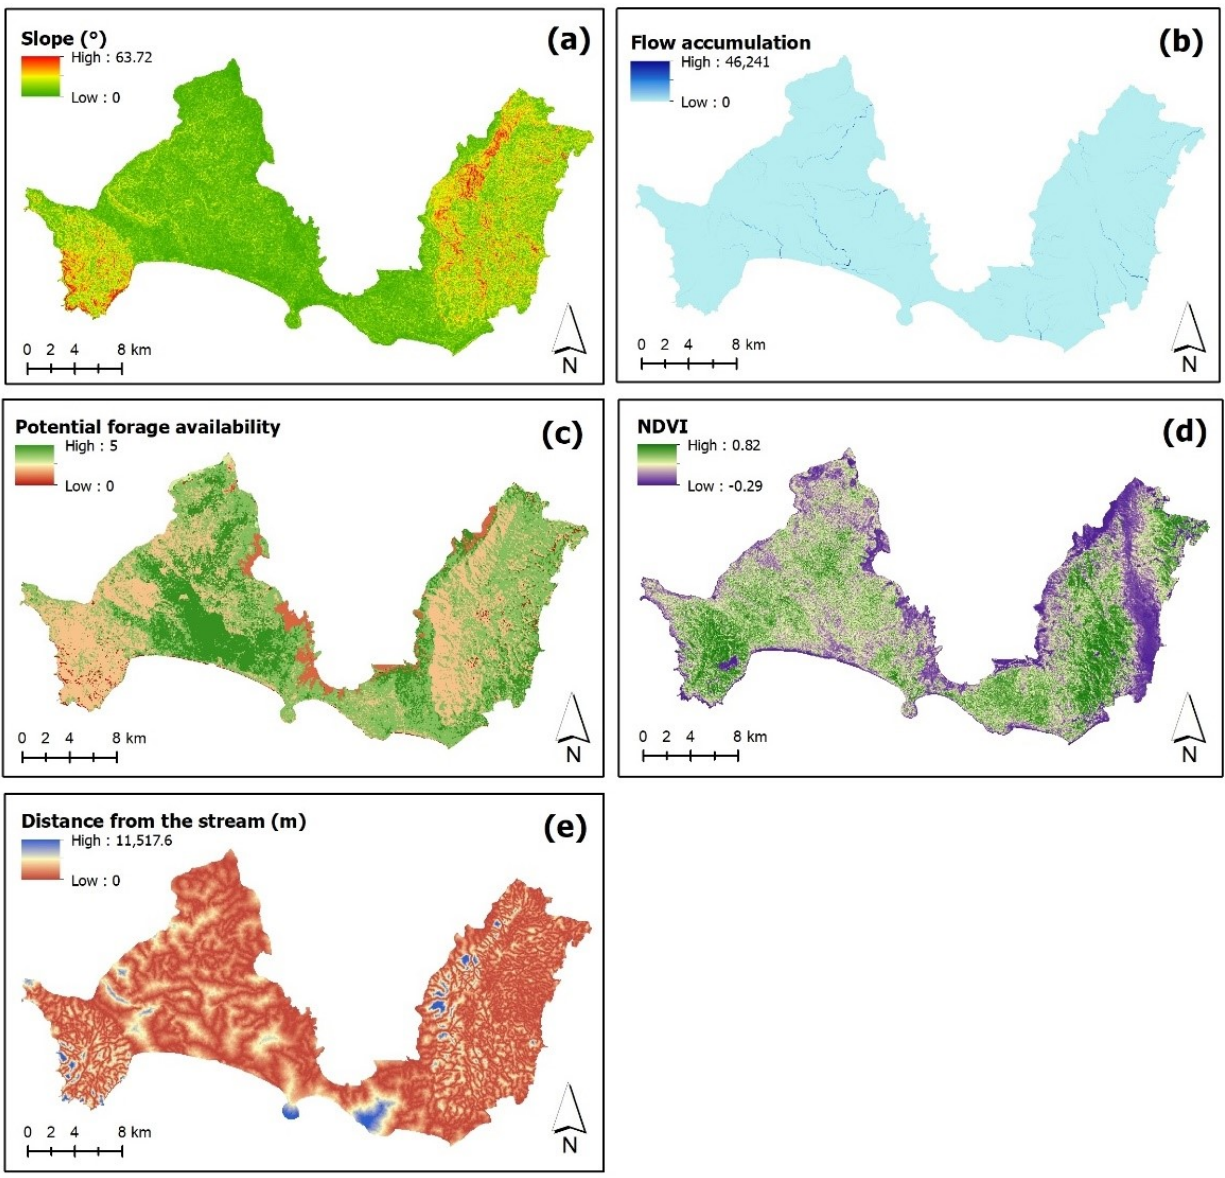 Slope (°)
High : 63.72
Low : 0
(a)
0 2 4 8 km
N
Flow accumulation
High : 46,241
Low : 0
(b)
0 2 4 8 km
N
Potential forage availability
High : 5
Low : 0
(c)
0 2 4 8 km
N
NDVI
High : 0.82
Low : -0.29
(d)
0 2 4 8 km
N
Distance from the stream (m)
High : 11,517.6
Low : 0
(e)
0 2 4 8 km
N